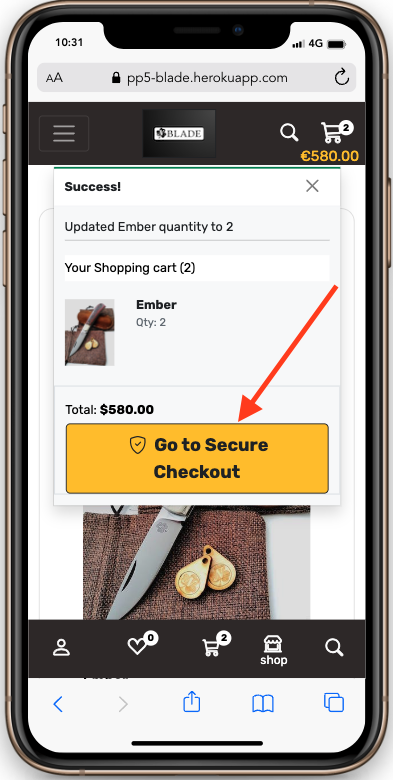 10:31
4G
AA
pp5-blade.herokuapp.com
BLADE
2
€580.00
Success!
Updated Ember quantity to 2
Your Shopping cart (2)
Ember
Qty: 2
Total: $580.00
Go to Secure
Checkout
0
2
shop